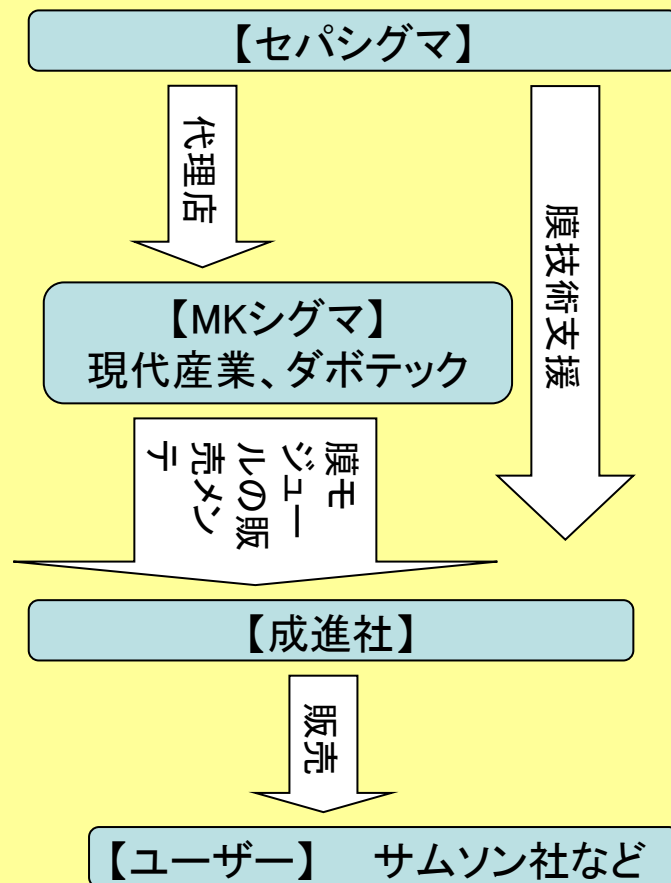 【セパシグマ】
代理店
膜技術支援
【MKシグマ】
現代産業、ダボテック
膜モ
ジュー
ルの販
売メン
テ
【成進社】
販売
【ユーザー】　サムソン社など